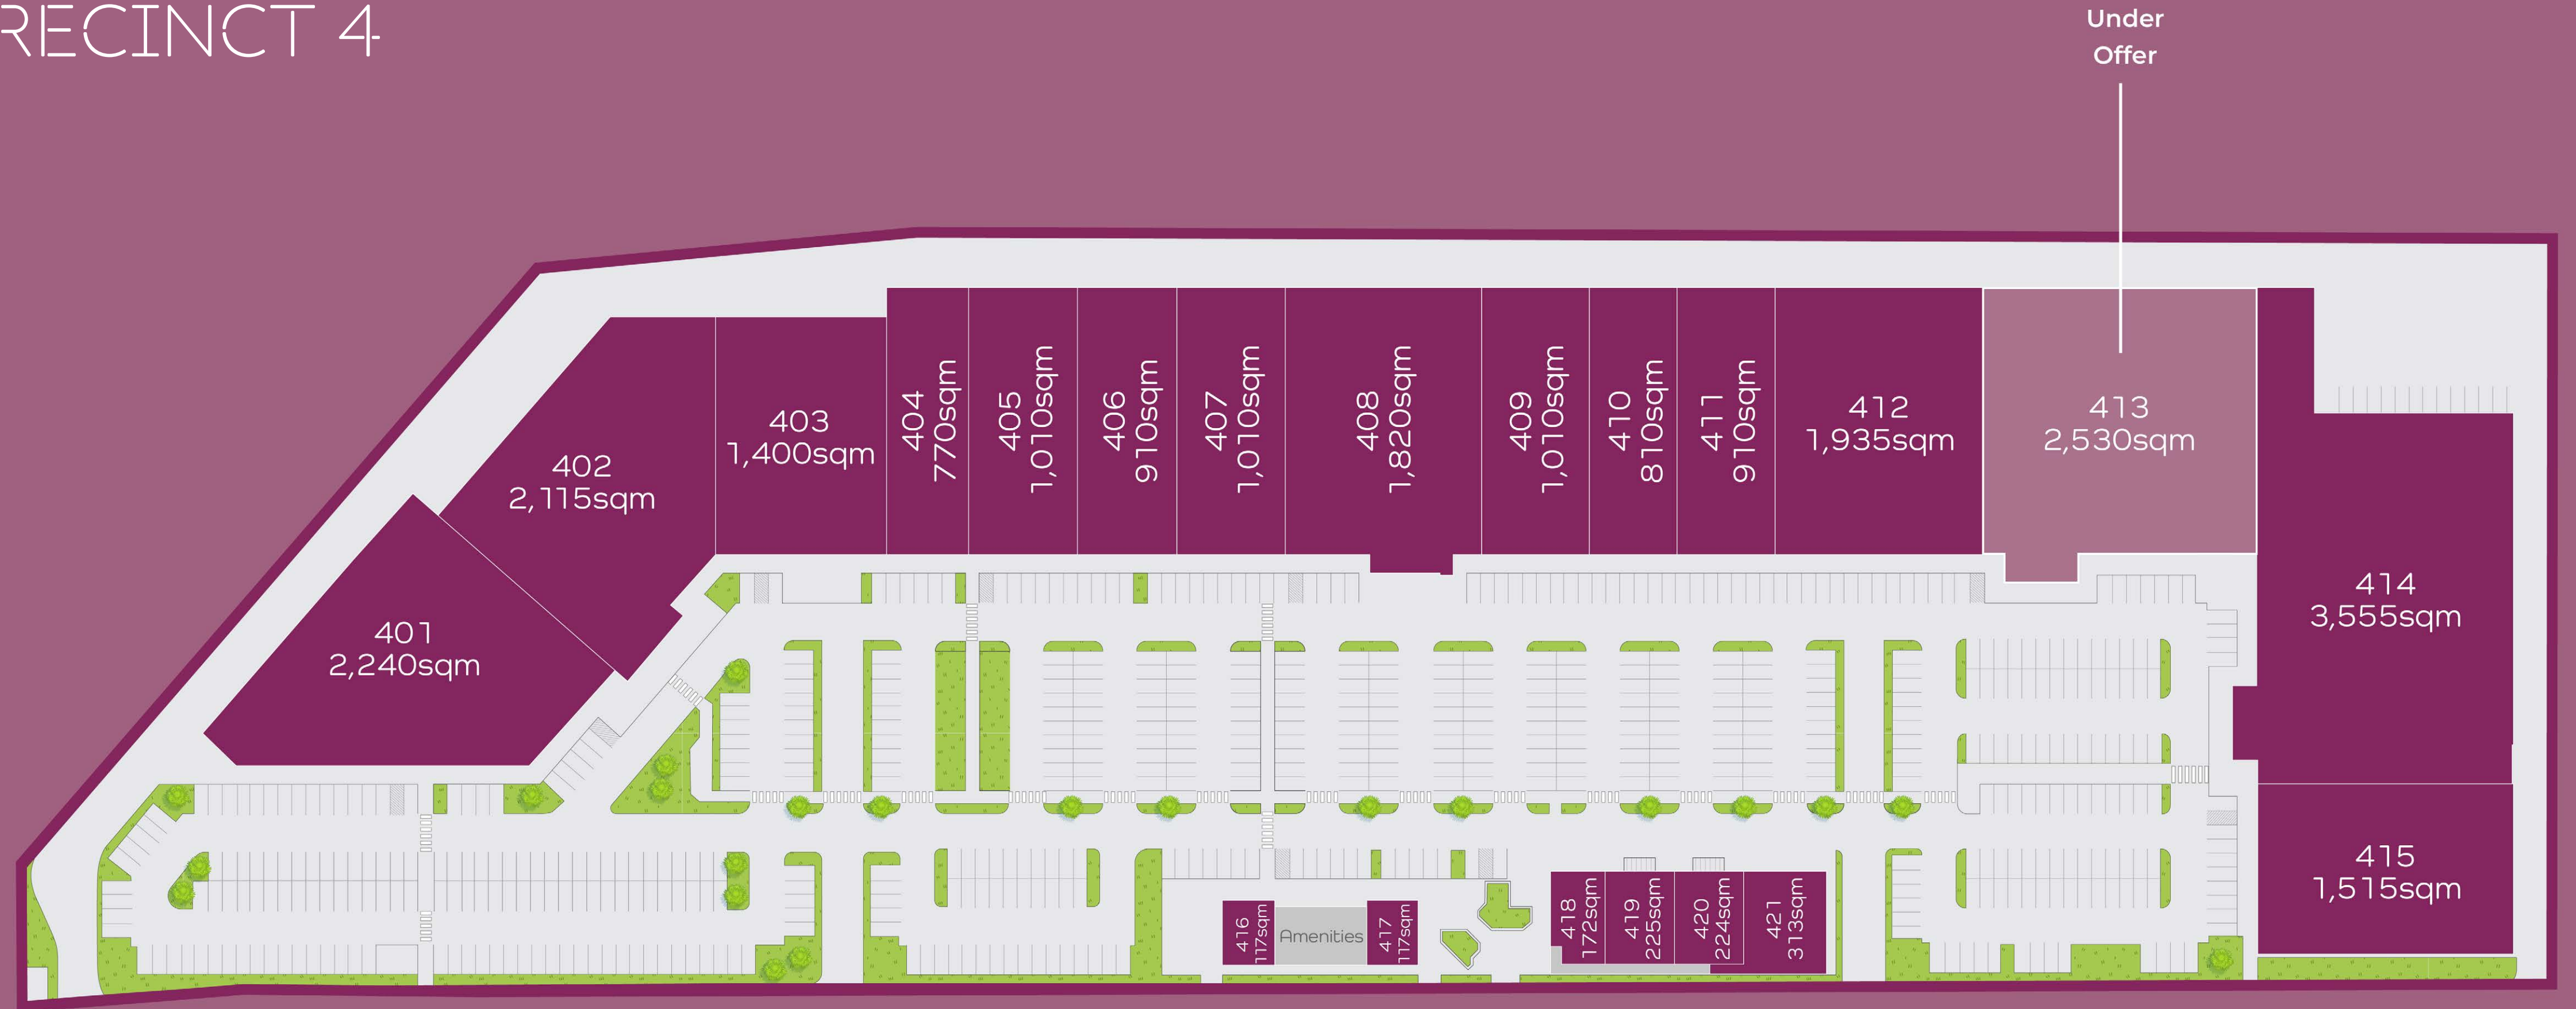 RECINCT 4
Under
Offer
401
2,240sqm
402
2,115sqm
403
1,400sqm
404
770sqm
405
1,010sqm
406
910sqm
407
1,010sqm
408
1,820sqm
409
1,010sqm
410
810sqm
411
910sqm
412
1,935sqm
413
2,530sqm
414
3,555sqm
415
1,515sqm
416
117sqm
Amenities
417
117sqm
418
172sqm
419
225sqm
420
224sqm
421
313sqm